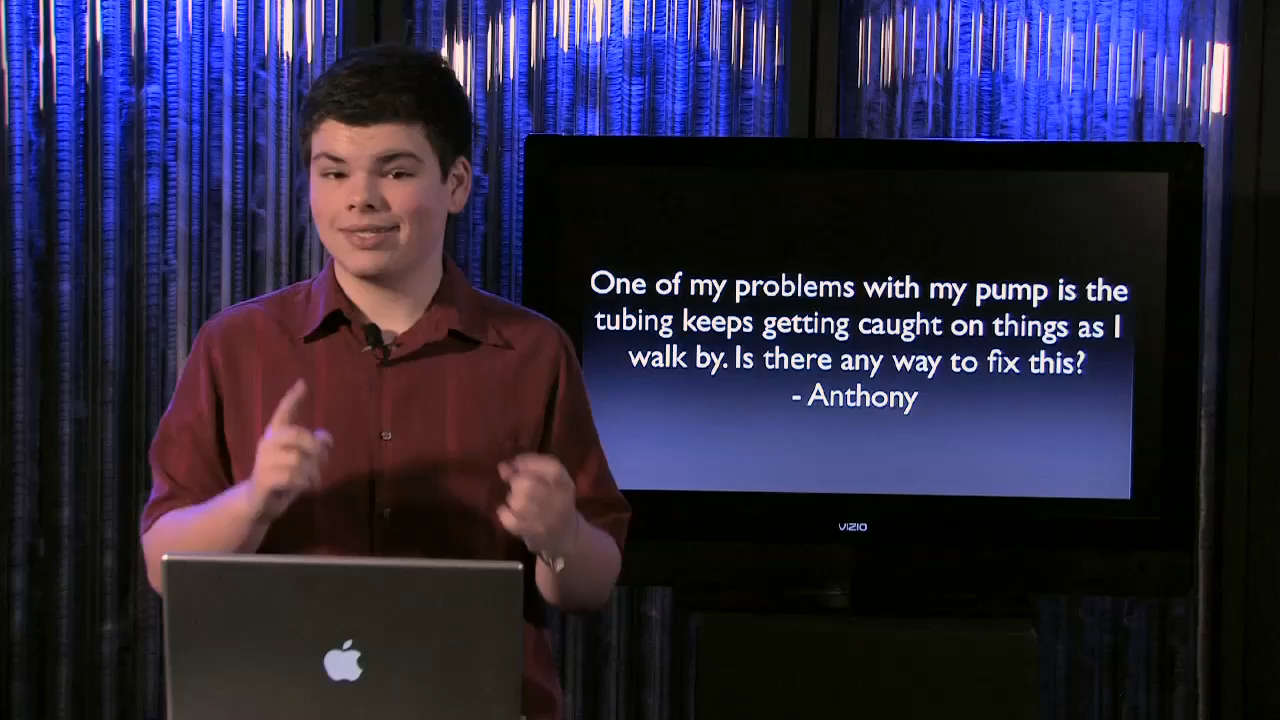 One of my problems with my pump is the
tubing keeps getting caught on things as I
walk by. Is there any way to fix this?
- Anthony
VIZIO